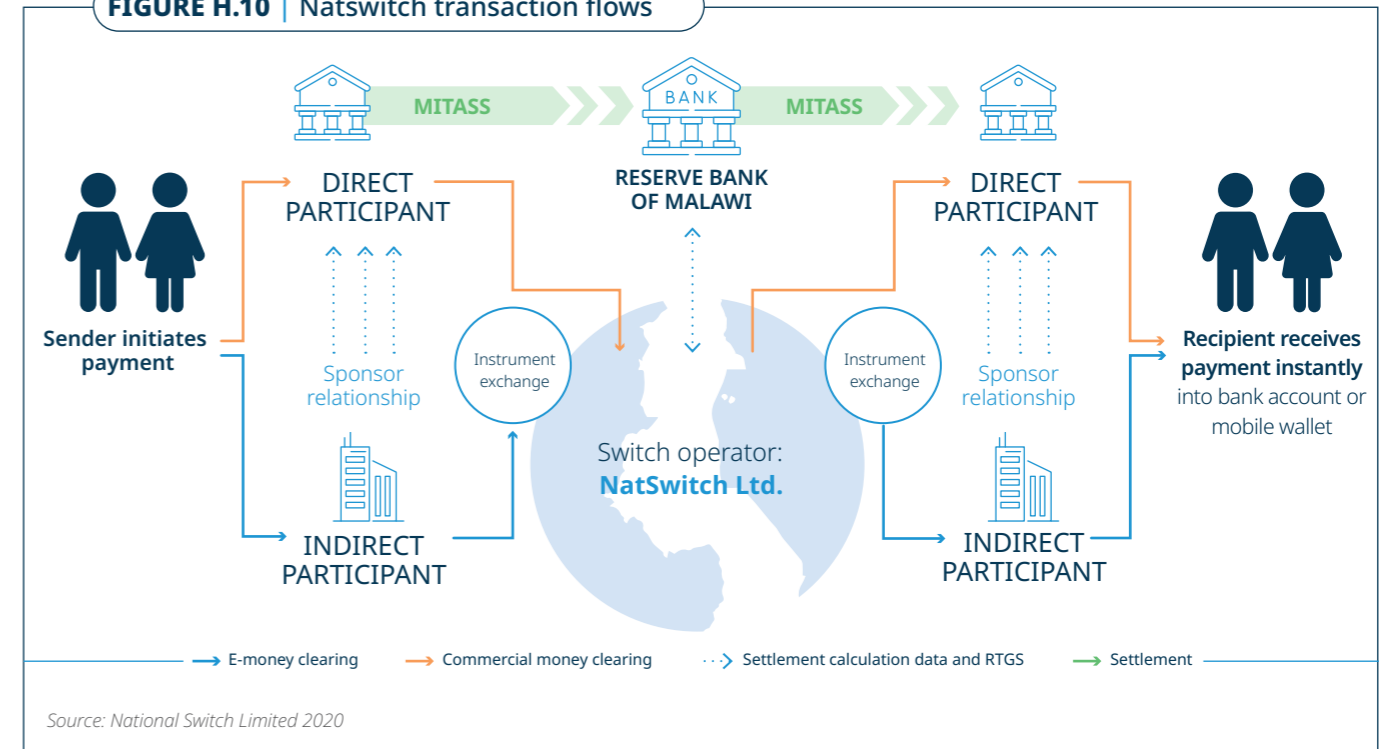 FIGURE H.10 | Natswitch transaction flows
MITASS
BANK
MITASS
RESERVE BANK
OF MALAWI
DIRECT
PARTICIPANT
DIRECT
PARTICIPANT
Sender initiates
payment
Sponsor
relationship
Instrument
exchange
Instrument
exchange
Sponsor
relationship
Recipient receives
payment instantly
into bank account or
mobile wallet
Switch operator:
NatSwitch Ltd.
INDIRECT
PARTICIPANT
INDIRECT
PARTICIPANT
E-money clearing
Commercial money clearing
Settlement calculation data and RTGS
Settlement
Source: National Switch Limited 2020